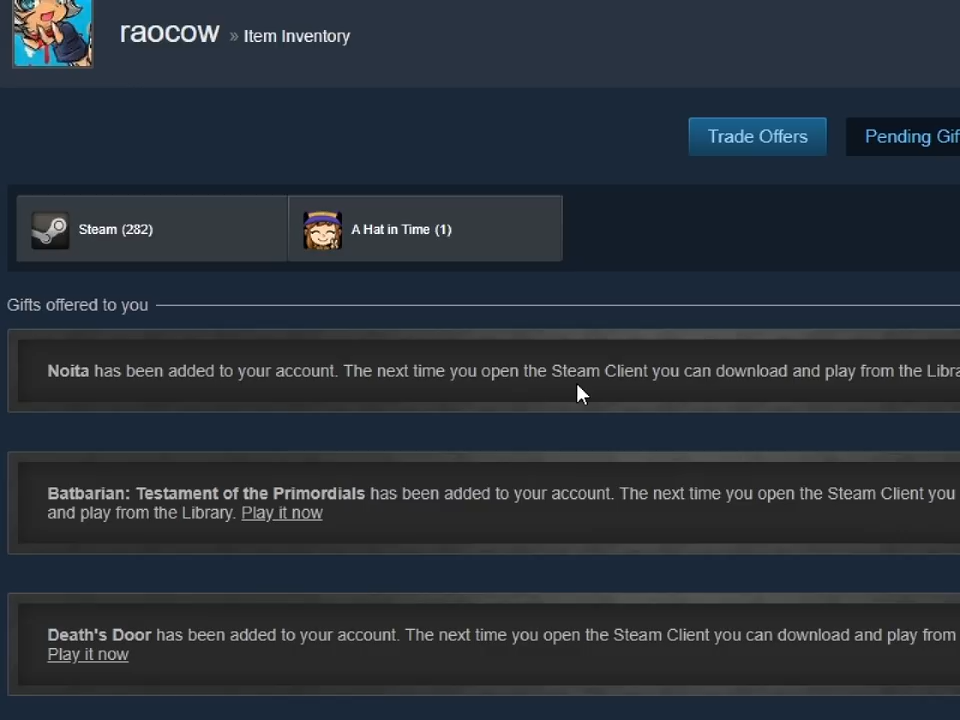 raocow » Item Inventory
Trade Offers
Pending Gif
Steam (282)
A Hat in Time (1)
Gifts offered to you
Noita has been added to your account. The next time you open the Steam Client you can download and play from the Libra
Batbarian: Testament of the Primordials has been added to your account. The next time you open the Steam Client you
and play from the Library. Play it now
Death's Door has been added to your account. The next time you open the Steam Client you can download and play from
Play it now